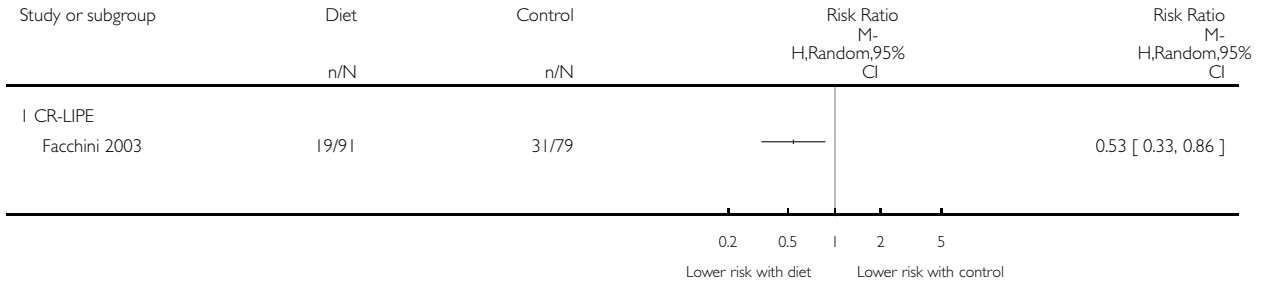 Study or subgroup Diet Control Risk Ratio Risk Ratio
M- M-
H,Random,95% H,Random,95%
n/N n/N CI CI
1 CR-LIPE
Facchini 2003 19/91 31/79 0.53 [ 0.33, 0.86 ]
0.2 0.5 1 2 5
Lower risk with diet Lower risk with control